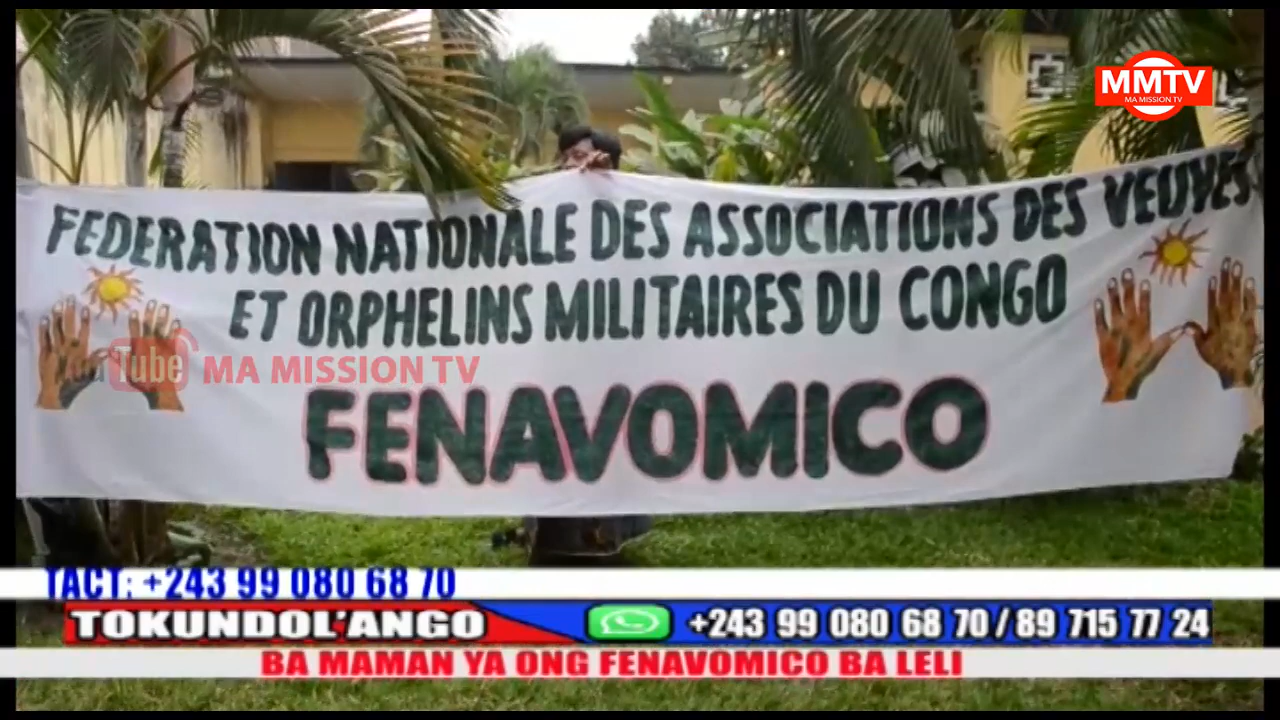 MMTV
MA MISSION TV
FEDERATION NATIONALE DES ASSOCIATIONS DES VEUVES
ET ORPHELINS MILITAIRES DU CONGO
YouTube MA MISSION TV
FENAVOMICO
TACT: +243 99 080 68 70
TOKUNDOL'ANGO +243 99 080 68 70 / 89 715 77 24
BA MAMAN YA ONG FENAVOMICO BA LELI